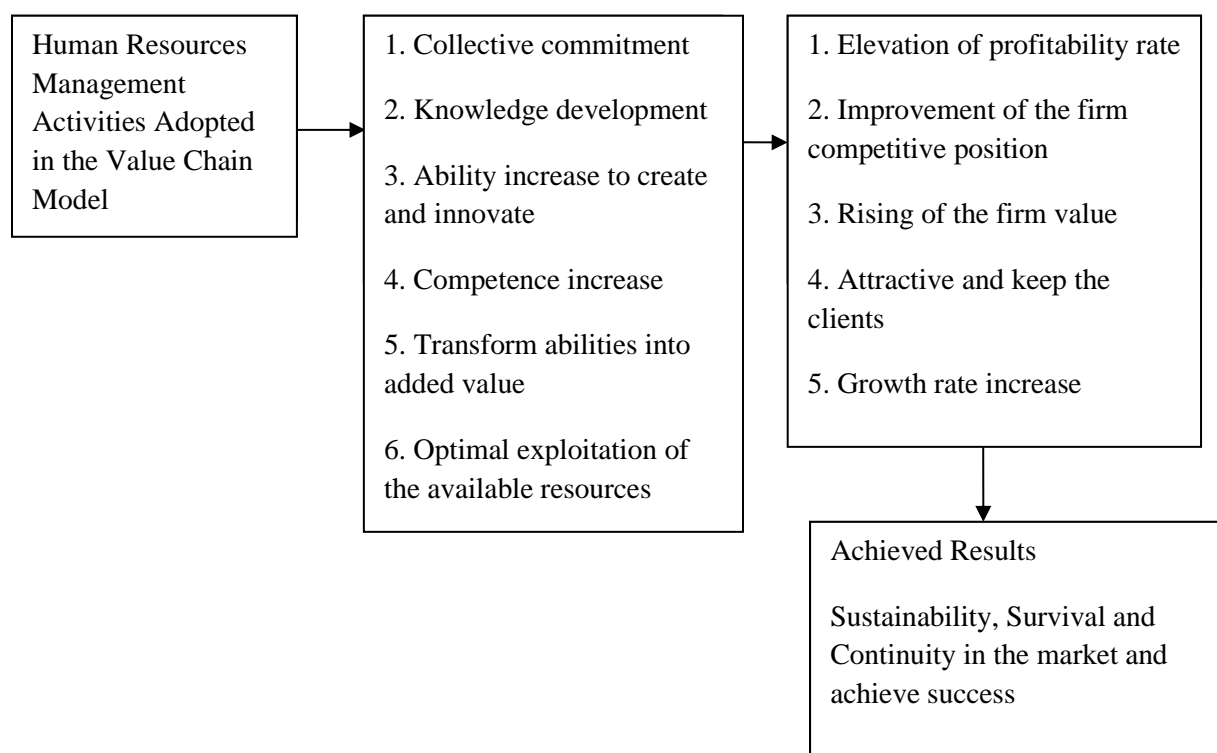 Human Resources
Management
Activities Adopted
in the Value Chain
Model
1. Collective commitment
2. Knowledge development
3. Ability increase to create
and innovate
4. Competence increase
5. Transform abilities into
added value
6. Optimal exploitation of
the available resources
1. Elevation of profitability rate
2. Improvement of the firm
competitive position
3. Rising of the firm value
4. Attractive and keep the
clients
5. Growth rate increase
Achieved Results
Sustainability, Survival and
Continuity in the market and
achieve success